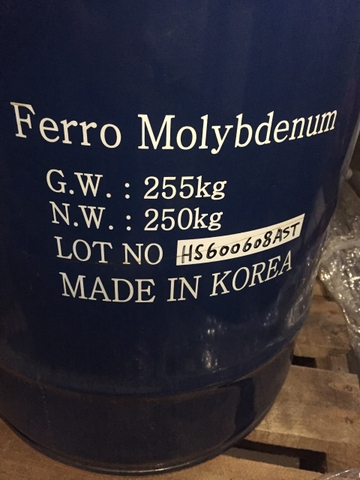 Ferro Molybdenum
G.W. : 255kg
N.W. : 250kg
LOT NO HS600608AST
MADE IN KOREA